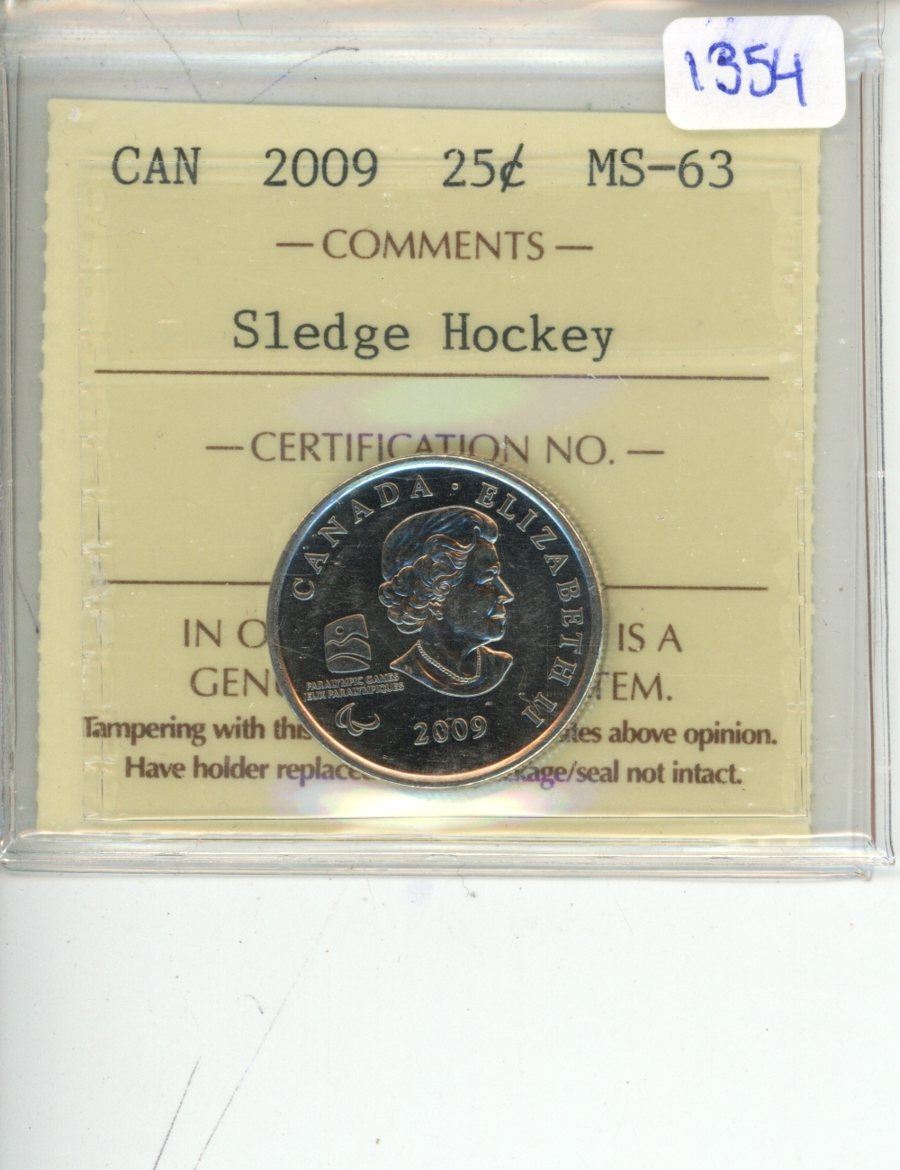 1354
CAN 2009 25¢ MS-63
— COMMENTS —
Sledge Hockey
— CERTIFICATION NO. —
CANADA · ELIZABETH II
PARALYMPIC GAMES
JEUX PARALYMPIQUES
2009
IN O IS A
GENU TEM.
Tampering with this tes above opinion.
Have holder replace kage/seal not intact.